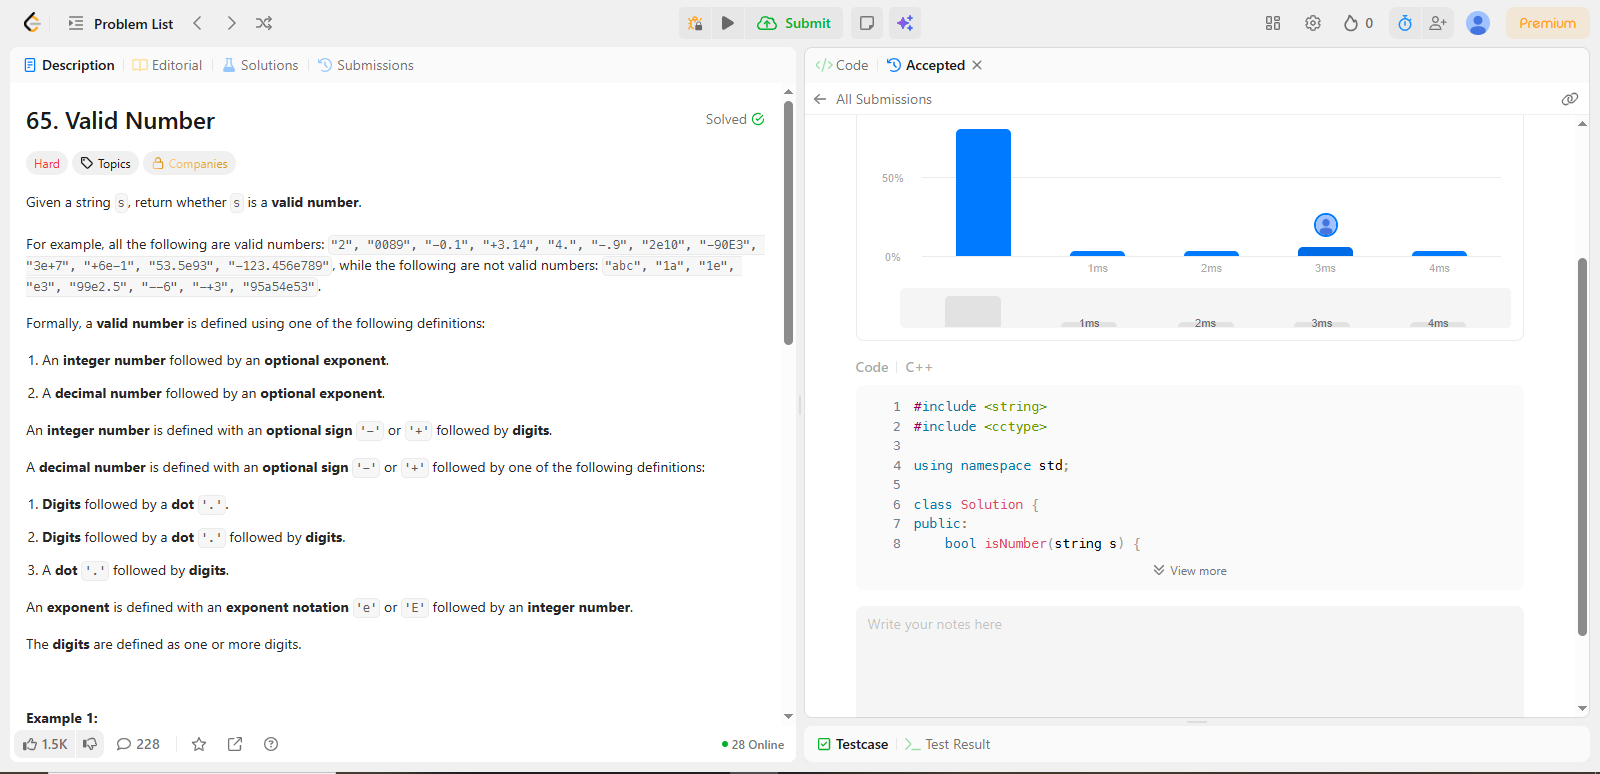 Problem List
Submit
0
Premium
Description
Editorial
Solutions
Submissions
65. Valid Number
Solved
Hard
Topics
Companies
Given a string s, return whether s is a valid number.
For example, all the following are valid numbers: "2", "0089", "-0.1", "+3.14", "4.", "-.9", "2e10", "-90E3",
"3e+7", "+6e-1", "53.5e93", "-123.456e789", while the following are not valid numbers: "abc", "1a", "1e",
"e3", "99e2.5", "--6", "-+3", "95a54e53".
Formally, a valid number is defined using one of the following definitions:
1. An integer number followed by an optional exponent.
2. A decimal number followed by an optional exponent.
An integer number is defined with an optional sign '-' or '+' followed by digits.
A decimal number is defined with an optional sign '-' or '+' followed by one of the following definitions:
1. Digits followed by a dot '.'.
2. Digits followed by a dot '.' followed by digits.
3. A dot '.' followed by digits.
An exponent is defined with an exponent notation 'e' or 'E' followed by an integer number.
The digits are defined as one or more digits.
Example 1:
1.5K
228
28 Online
Code
Accepted
All Submissions
50%
0%
1ms
2ms
3ms
4ms
1ms
2ms
3ms
4ms
Code
C++
1 #include <string>
2 #include <cctype>
3
4 using namespace std;
5
6 class Solution {
7 public:
8 bool isNumber(string s) {
View more
Write your notes here
Testcase
Test Result